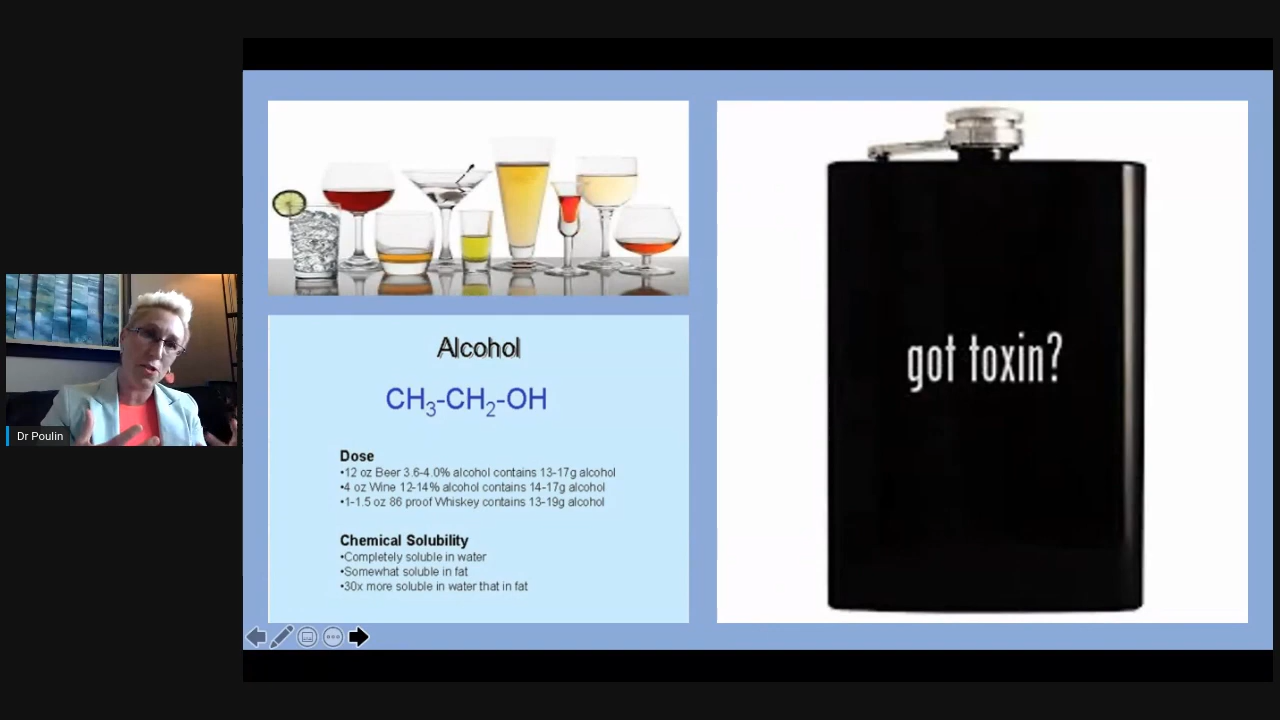 Alcohol
CH3-CH2-OH
Dose
•12 oz Beer 3.6-4.0% alcohol contains 13-17g alcohol
•4 oz Wine 12-14% alcohol contains 14-17g alcohol
•1-1.5 oz 86 proof Whiskey contains 13-19g alcohol
Chemical Solubility
•Completely soluble in water
•Somewhat soluble in fat
•30x more soluble in water that in fat
got toxin?
Dr Poulin